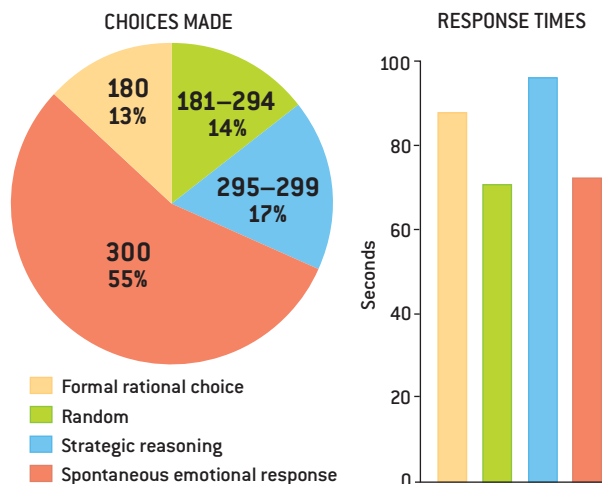 CHOICES MADE
180
13%
181–294
14%
295–299
17%
300
55%
Formal rational choice
Random
Strategic reasoning
Spontaneous emotional response
RESPONSE TIMES
Seconds
100
80
60
40
20
0